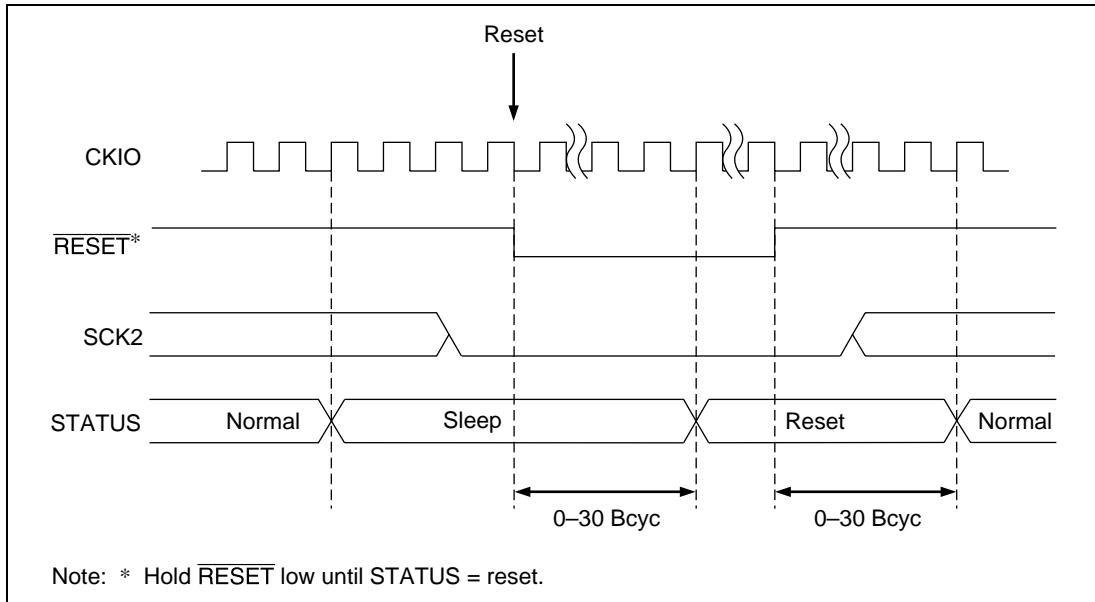 Reset
CKIO
RESET*
SCK2
STATUS Normal Sleep Reset Normal
0–30 Bcyc 0–30 Bcyc
Note: * Hold RESET low until STATUS = reset.